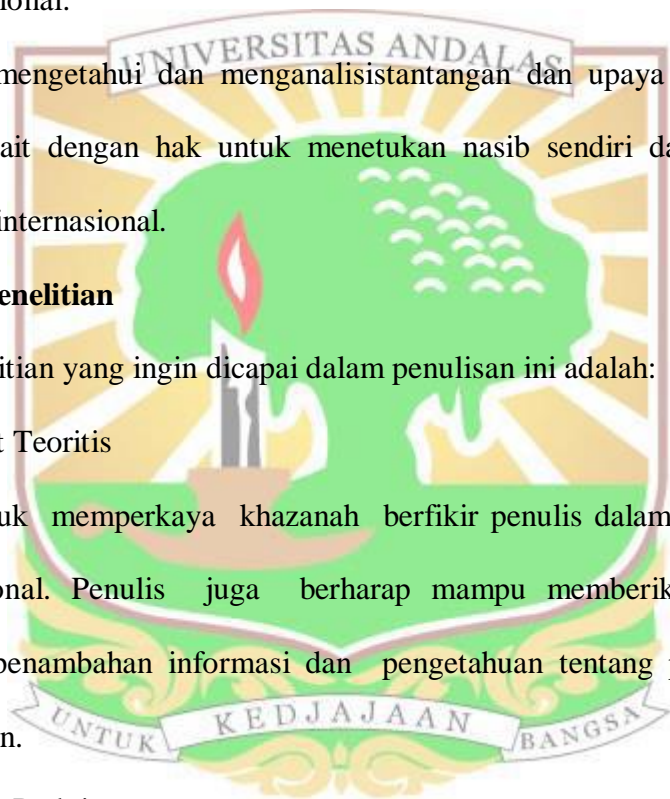 ional.
UNIVERSITAS ANDALAS
mengetahui dan menganalisistantangan dan upaya
ait dengan hak untuk menetukan nasib sendiri da
internasional.
enelitian
itian yang ingin dicapai dalam penulisan ini adalah:
t Teoritis
uk memperkaya khazanah berfikir penulis dalam
onal. Penulis juga berharap mampu memberik
penambahan informasi dan pengetahuan tentang
UNTUK KEDJAJAAN BANGSA
n.